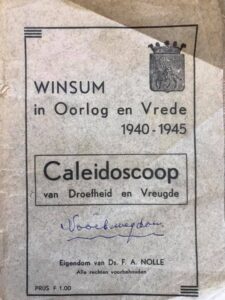 WINSUM
in Oorlog en Vrede
1940-1945
Caleidoscoop
van Droefheid en Vreugde
Eigendom van Ds. F. A. NOLLE
Alle rechten voorbehouden
PRIJS F 1.00